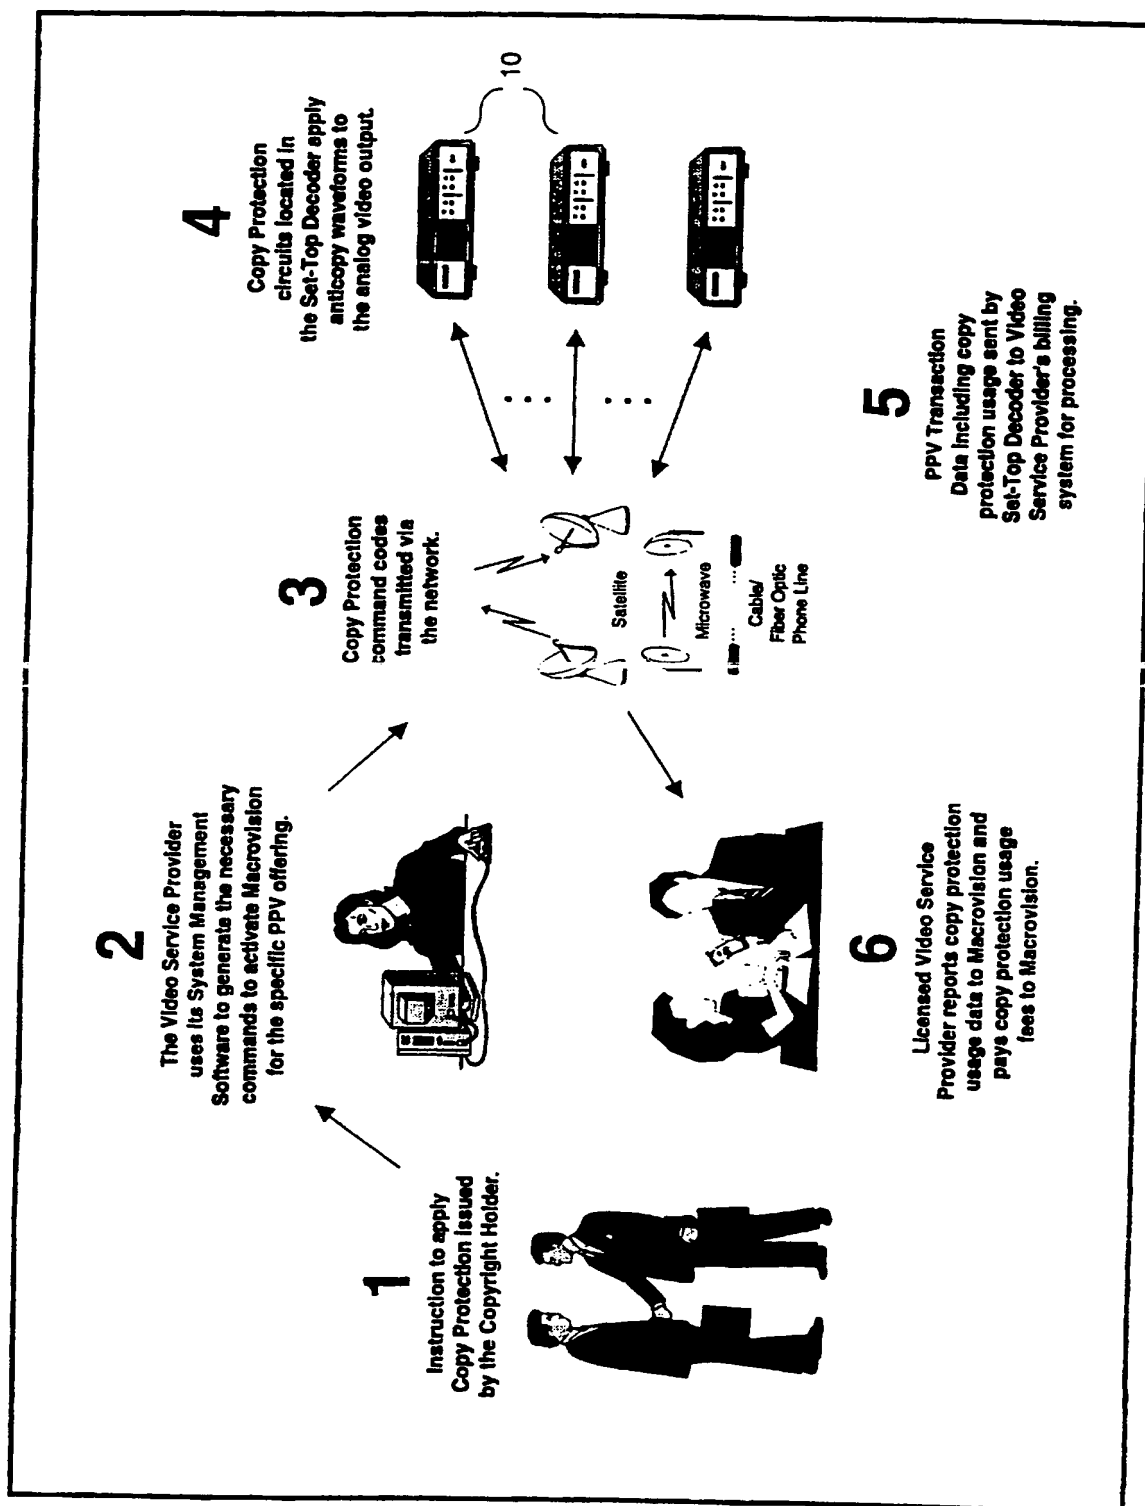 1
Instruction to apply
Copy Protection issued
by the Copyright Holder.
2
The Video Service Provider
uses its System Management
Software to generate the necessary
commands to activate Macrovision
for the specific PPV offering.
3
Copy Protection
command codes
transmitted via
the network.
Satellite
Microwave
Cable/
Fiber Optic
Phone Line
4
Copy Protection
circuits located in
the Set-Top Decoder apply
anticopy waveforms to
the analog video output.
10
5
PPV Transaction
Data Including copy
protection usage sent by
Set-Top Decoder to Video
Service Provider's billing
system for processing.
6
Licensed Video Service
Provider reports copy protection
usage data to Macrovision and
pays copy protection usage
fees to Macrovision.